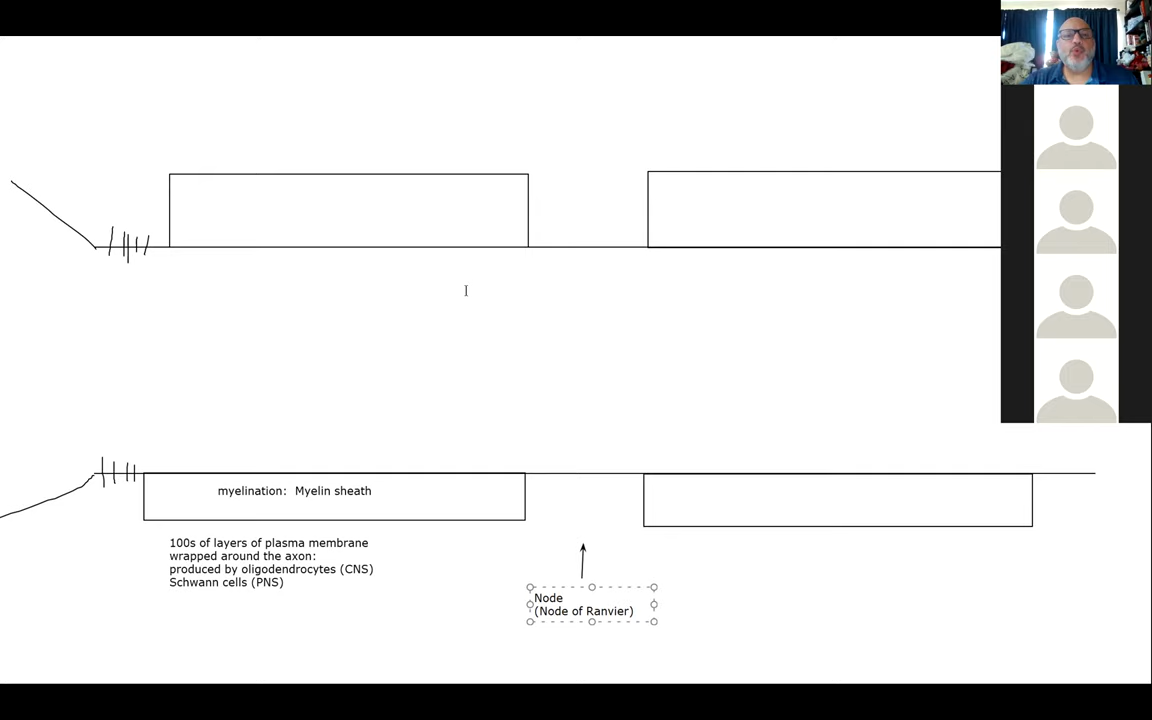 myelination:  Myelin sheath
100s of layers of plasma membrane
wrapped around the axon:
produced by oligodendrocytes (CNS)
Schwann cells (PNS)
Node
(Node of Ranvier)